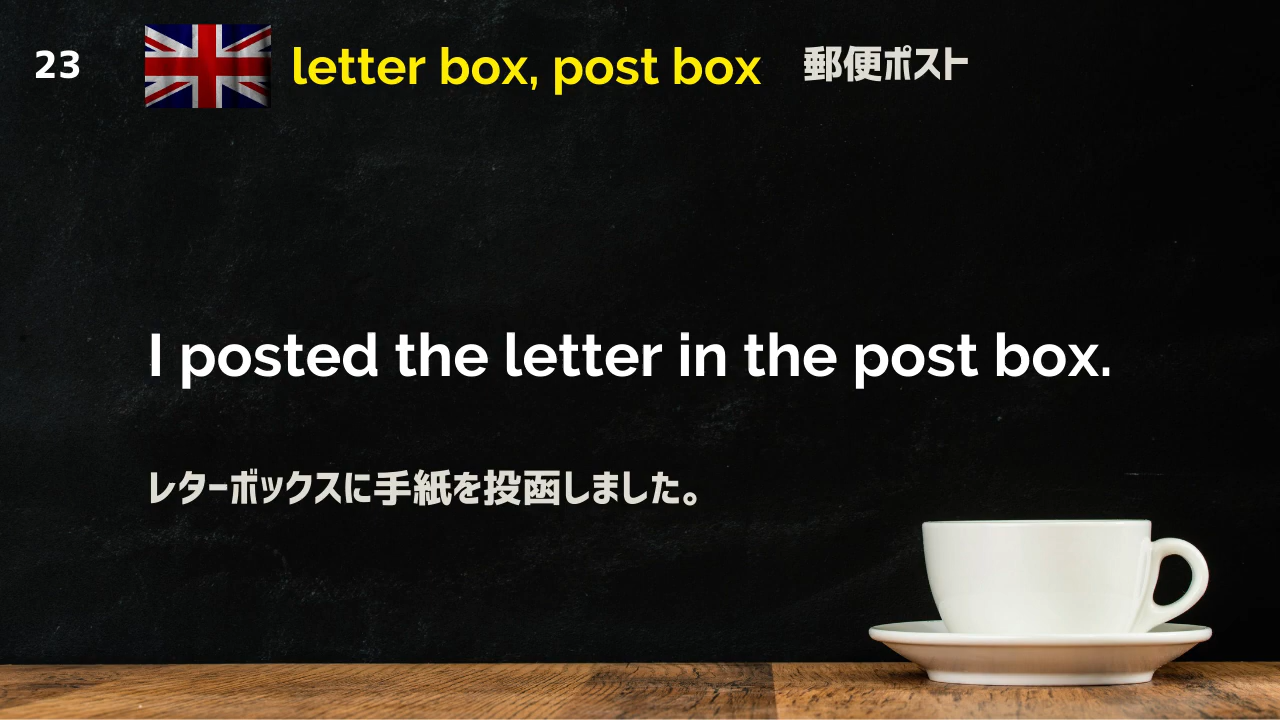 23 letter box, post box 郵便ポスト
I posted the letter in the post box.
レターボックスに手紙を投函しました。